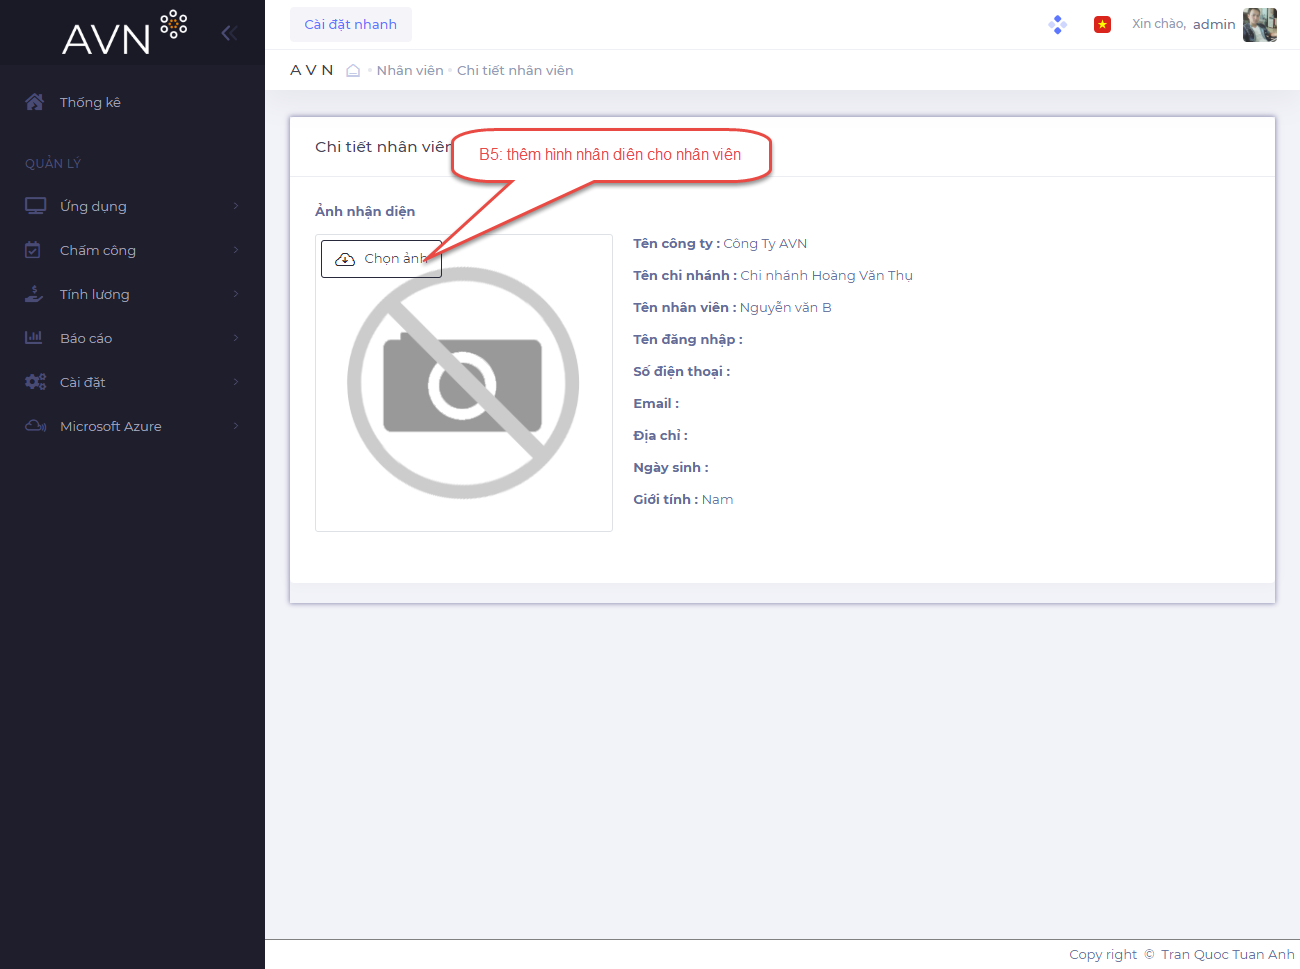 AVN
Cài đặt nhanh
Xin chào, admin
AVN Nhân viên Chi tiết nhân viên
Thống kê
QUẢN LÝ
Ứng dụng
Chấm công
Tính lương
Báo cáo
Cài đặt
Microsoft Azure
Chi tiết nhân viên
B5: thêm hình nhân diên cho nhân viên
Ảnh nhận diện
Chọn ảnh
Tên công ty : Công Ty AVN
Tên chi nhánh : Chi nhánh Hoàng Văn Thụ
Tên nhân viên : Nguyễn văn B
Tên đăng nhập :
Số điện thoại :
Email :
Địa chỉ :
Ngày sinh :
Giới tính : Nam
Copy right © Tran Quoc Tuan Anh